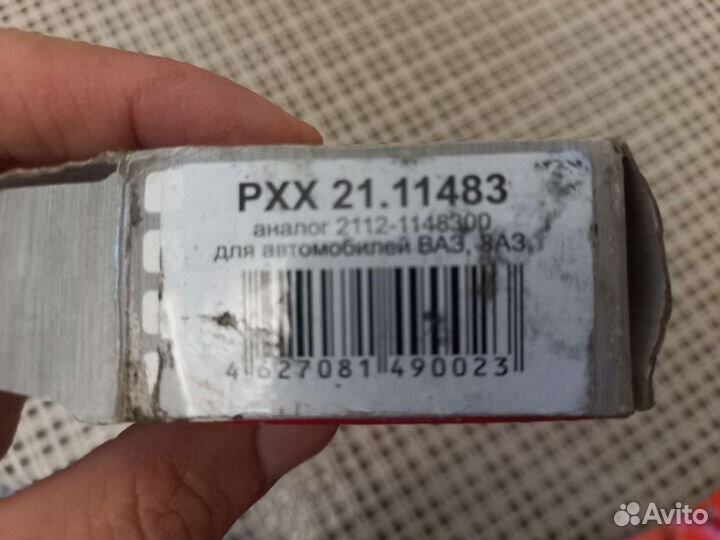 РХХ 21.11483
аналог 2112-1148300
для автомобилей ВАЗ, ЗАЗ,
4 627081 490023
Avito